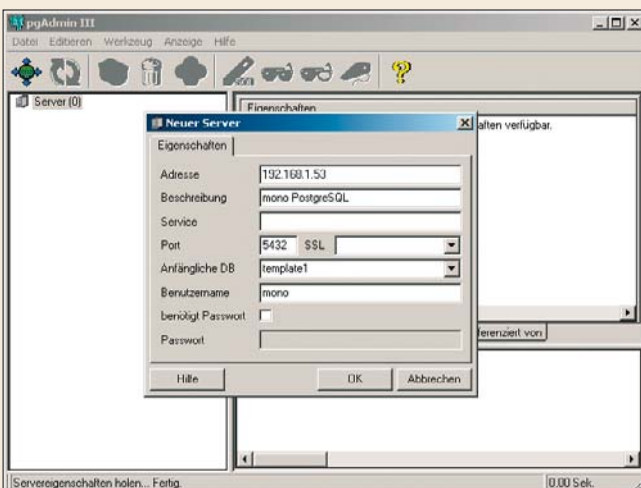 pgAdmin III
Datei Editieren Werkzeug Anzeige Hilfe
Server (0)
Eigenschaften
alten verfügbar.
Neuer Server
Eigenschaften
Adresse 192.168.1.53
Beschreibung mono PostgreSQL
Service
Port 5432 SSL
Anfängliche DB template1
Benutzername mono
benötigt Passwort
Passwort
ferenziert von
Hilfe OK Abbrechen
Servereigenschaften holen... Fertig. 0.00 Sek.